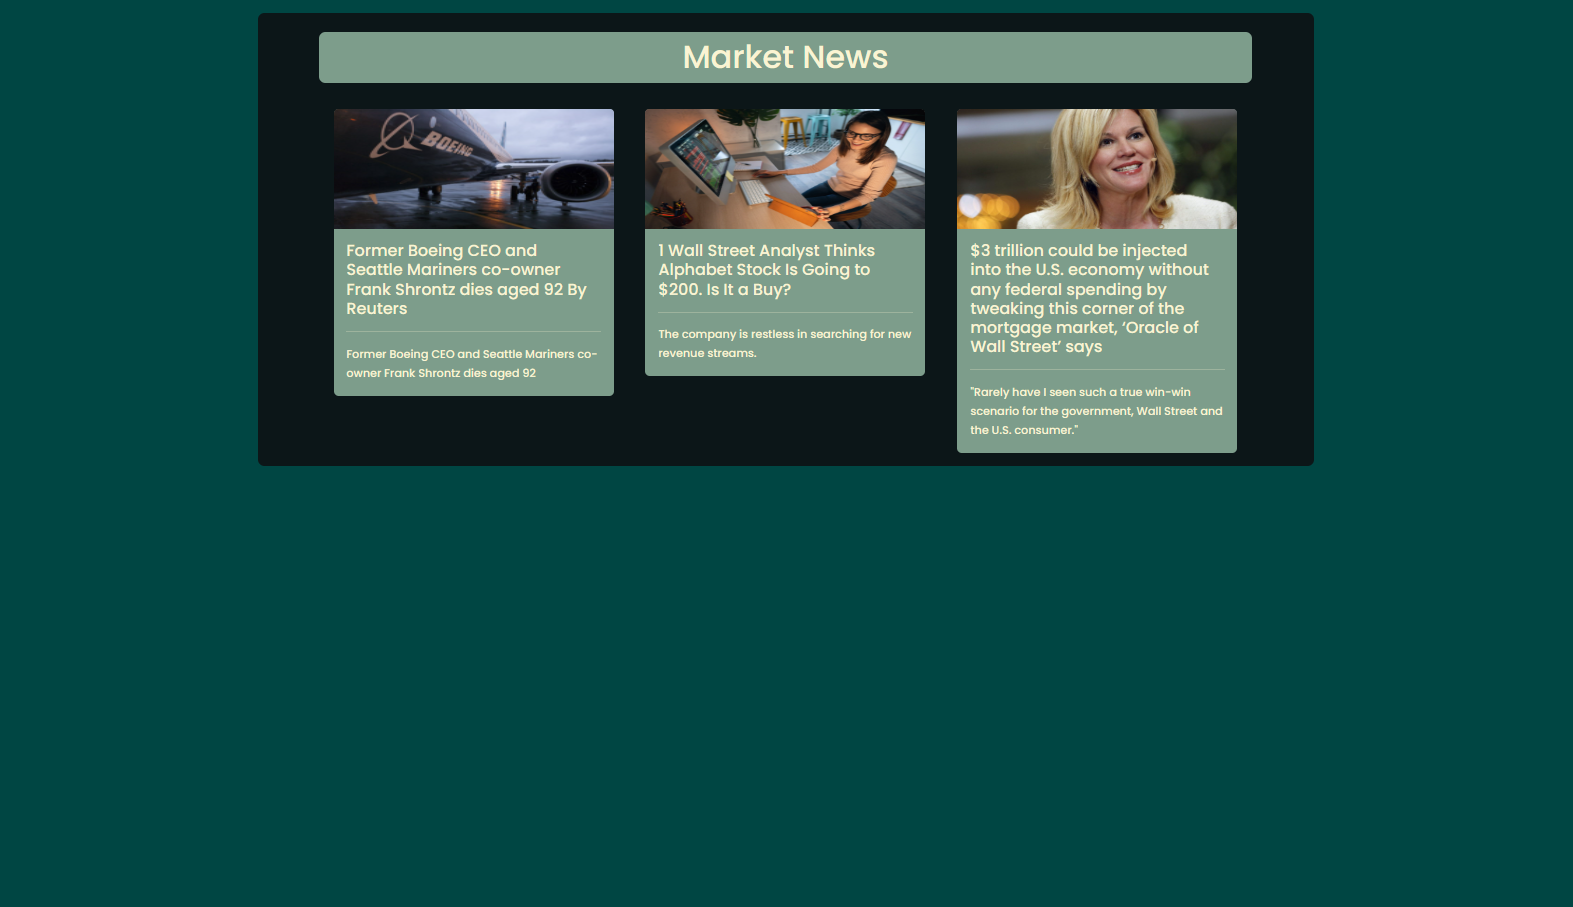 Market News
BOEING
Former Boeing CEO and
Seattle Mariners co-owner
Frank Shrontz dies aged 92 By
Reuters
Former Boeing CEO and Seattle Mariners co-
owner Frank Shrontz dies aged 92
1 Wall Street Analyst Thinks
Alphabet Stock Is Going to
$200. Is It a Buy?
The company is restless in searching for new
revenue streams.
$3 trillion could be injected
into the U.S. economy without
any federal spending by
tweaking this corner of the
mortgage market, ‘Oracle of
Wall Street’ says
"Rarely have I seen such a true win-win
scenario for the government, Wall Street and
the U.S. consumer."